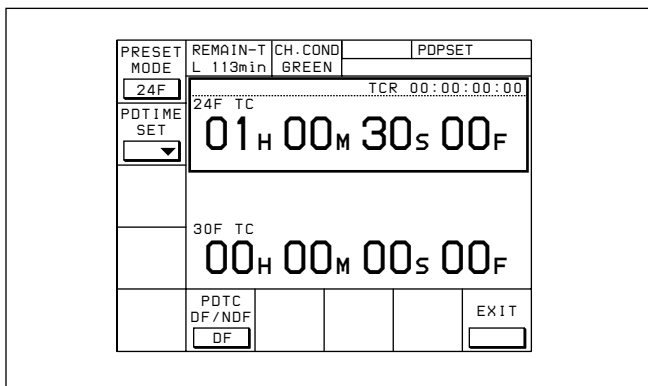 PRESET MODE
24F
PDTIME SET
REMAIN-T
L 113min
CH.COND
GREEN
PDPSET
TCR 00:00:00:00
24F TC
01H 00M 30S 00F
30F TC
00H 00M 00S 00F
PDTC
DF/NDF
DF
EXIT